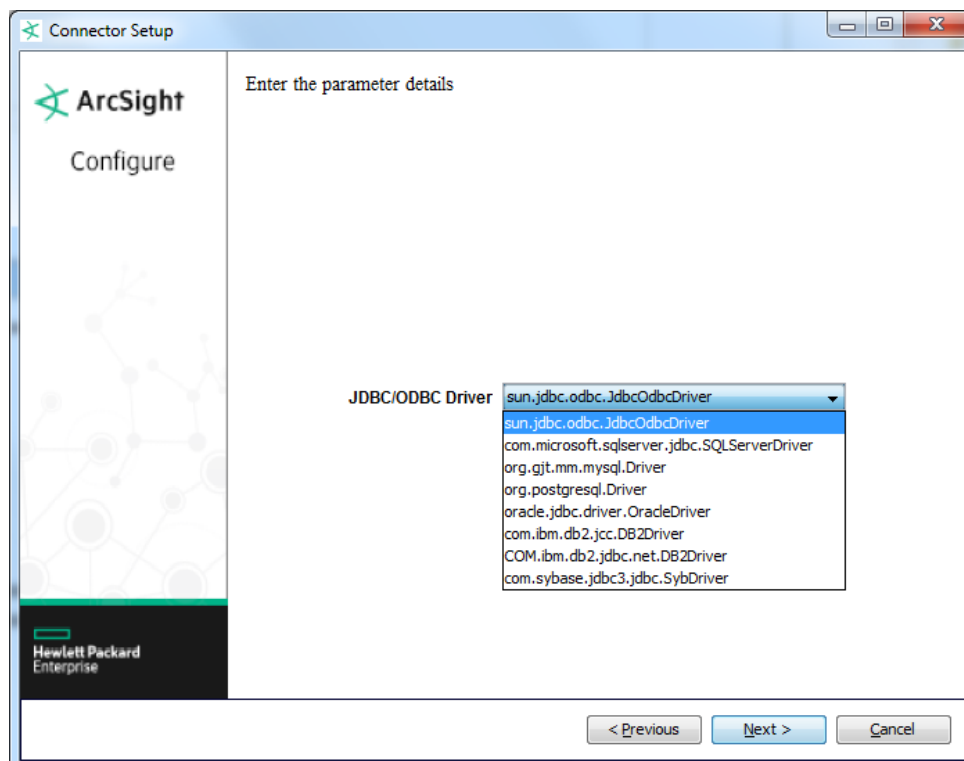 Connector Setup
ArcSight
Configure
Enter the parameter details
JDBC/ODBC Driver
sun.jdbc.odbc.JdbcOdbcDriver
sun.jdbc.odbc.JdbcOdbcDriver
com.microsoft.sqlserver.jdbc.SQLServerDriver
org.gjt.mm.mysql.Driver
org.postgresql.Driver
oracle.jdbc.driver.OracleDriver
com.ibm.db2.jcc.DB2Driver
COM.ibm.db2.jdbc.net.DB2Driver
com.sybase.jdbc3.jdbc.SybDriver
Hewlett Packard
Enterprise
< Previous
Next >
Cancel